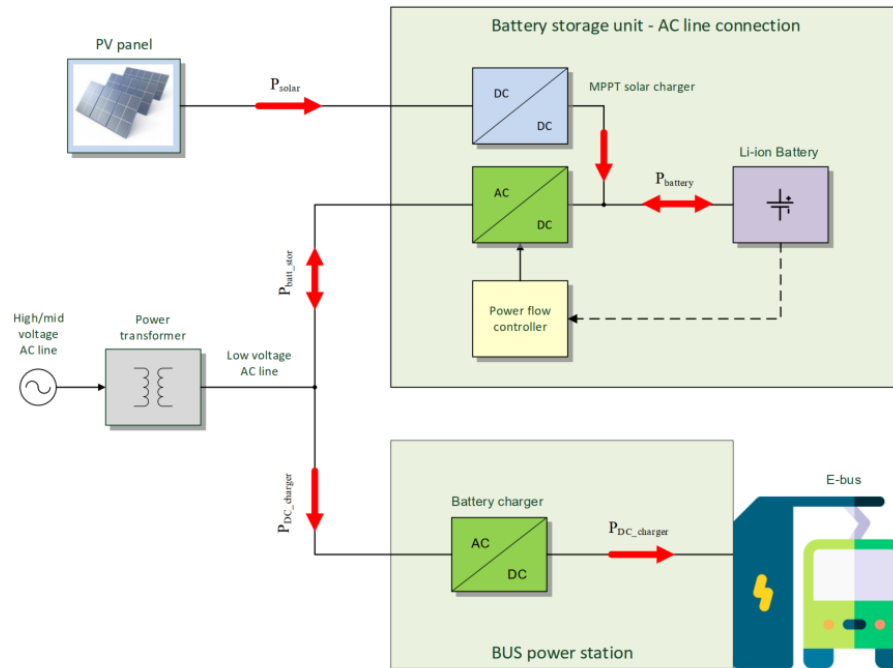 Battery storage unit - AC line connection
PV panel
P_solar
DC
DC
MPPT solar charger
Li-ion Battery
AC
DC
P_battery
P_batt_stor
Power flow
controller
High/mid
voltage
AC line
Power
transformer
Low voltage
AC line
P_DC_charger
Battery charger
AC
DC
P_DC_charger
E-bus
BUS power station